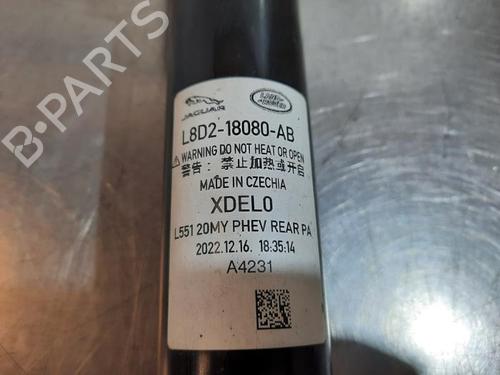 JAGUAR
LAND-
ROVER
L8D2-18080-AB
WARNING DO NOT HEAT OR OPEN
警告：禁止加热或开启
MADE IN CZECHIA
XDEL0
L551 20MY PHEV REAR PA
2022.12.16. 18:35:14
A4231